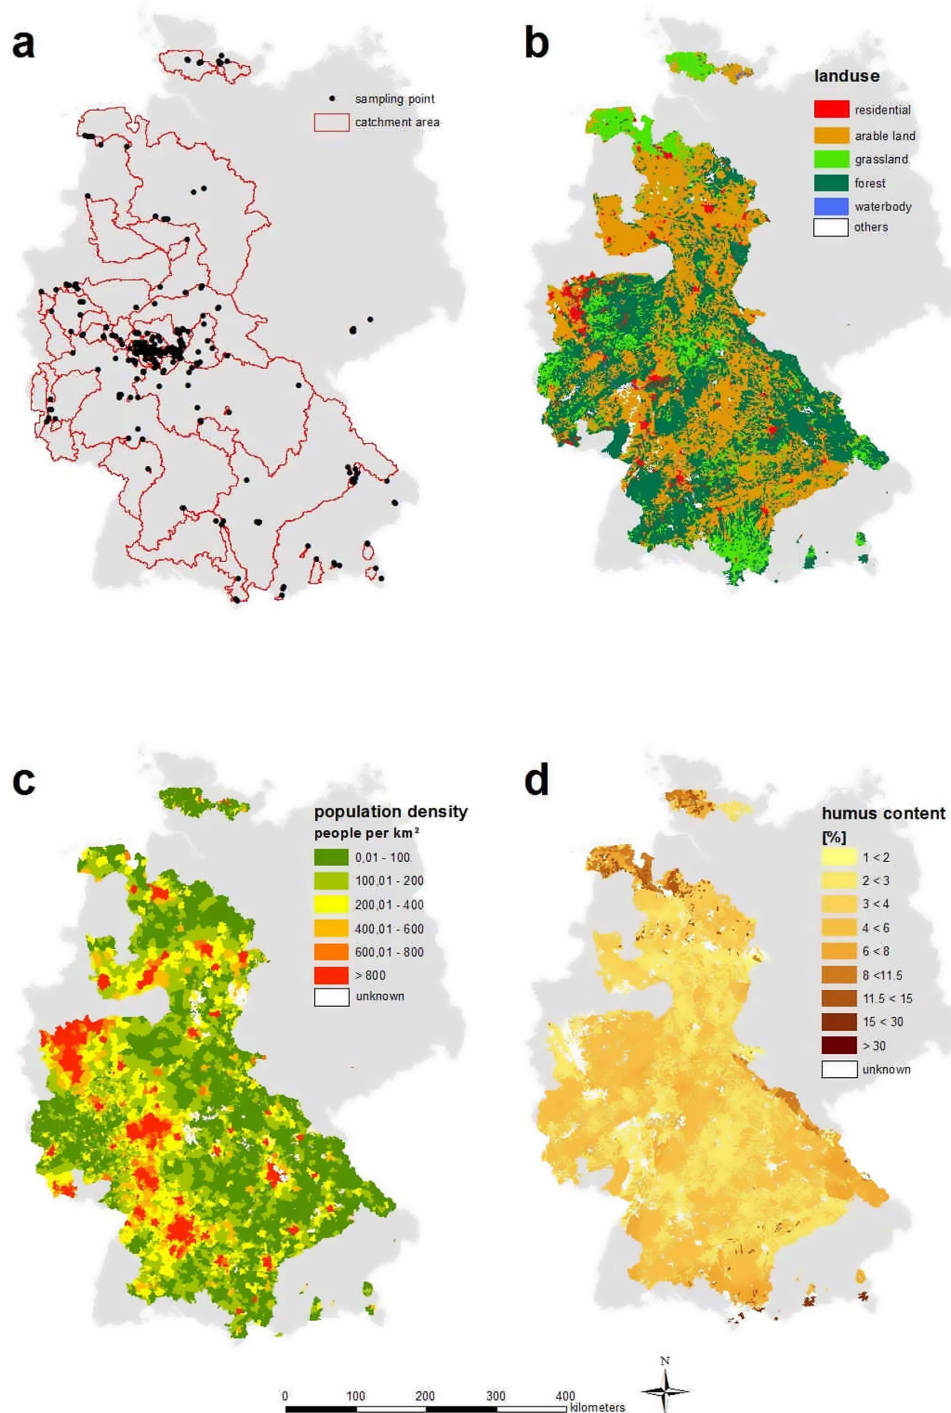 a
sampling point
catchment area
b
landuse
residential
arable land
grassland
forest
waterbody
others
c
population density
people per km²
0,01 - 100
100,01 - 200
200,01 - 400
400,01 - 600
600,01 - 800
> 800
unknown
d
humus content
[%]
1 < 2
2 < 3
3 < 4
4 < 6
6 < 8
8 <11.5
11.5 < 15
15 < 30
> 30
unknown
N
0 100 200 300 400
kilometers